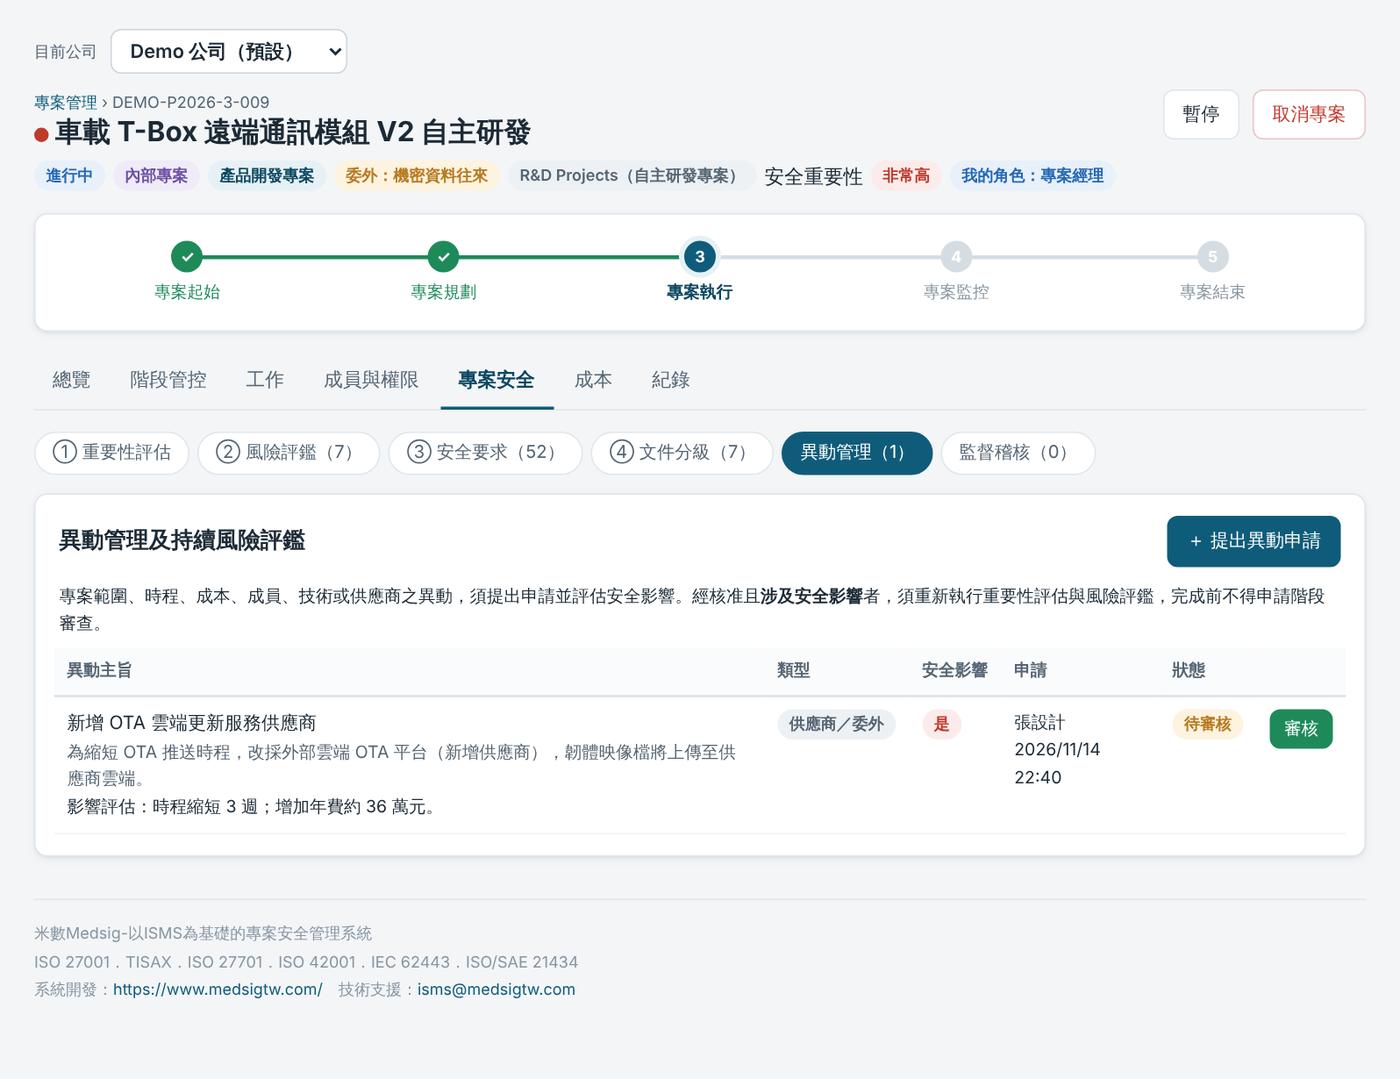 目前公司 Demo 公司（預設）
專案管理 › DEMO-P2026-3-009
車載 T-Box 遠端通訊模組 V2 自主研發
暫停 取消專案
進行中 內部專案 產品開發專案 委外：機密資料往來 R&D Projects（自主研發專案） 安全重要性 非常高 我的角色：專案經理
3 4 5
專案起始 專案規劃 專案執行 專案監控 專案結束
總覽 階段管控 工作 成員與權限 專案安全 成本 紀錄
① 重要性評估 ② 風險評鑑（7） ③ 安全要求（52） ④ 文件分級（7） 異動管理（1） 監督稽核（0）
異動管理及持續風險評鑑
＋ 提出異動申請
專案範圍、時程、成本、成員、技術或供應商之異動，須提出申請並評估安全影響。經核准且涉及安全影響者，須重新執行重要性評估與風險評鑑，完成前不得申請階段
審查。
異動主旨 類型 安全影響 申請 狀態
新增 OTA 雲端更新服務供應商 供應商／委外 是 張設計 待審核 審核
為縮短 OTA 推送時程，改採外部雲端 OTA 平台（新增供應商），韌體映像檔將上傳至供 2026/11/14
應商雲端。 22:40
影響評估：時程縮短 3 週；增加年費約 36 萬元。
米數Medsig-以ISMS為基礎的專案安全管理系統
ISO 27001．TISAX．ISO 27701．ISO 42001．IEC 62443．ISO/SAE 21434
系統開發：https://www.medsigtw.com/ 技術支援：isms@medsigtw.com